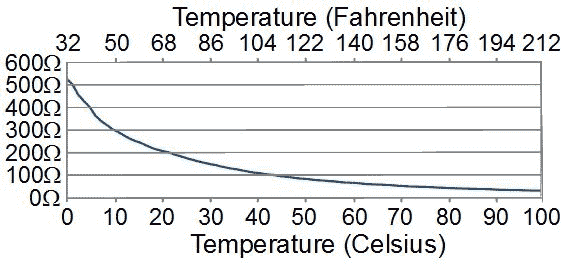 Temperature (Fahrenheit)
32 50 68 86 104 122 140 158 176 194 212
600Ω
500Ω
400Ω
300Ω
200Ω
100Ω
0Ω
0 10 20 30 40 50 60 70 80 90 100
Temperature (Celsius)